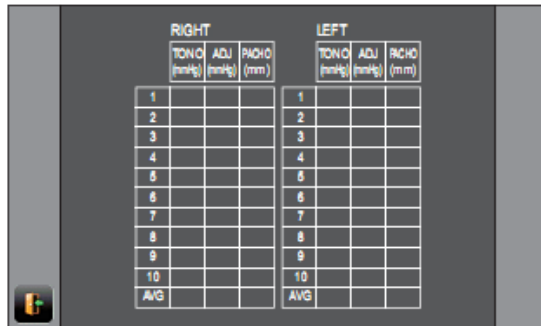 RIGHT LEFT
TONO ADJ PACHO TONO ADJ PACHO
(mmHg) (mmHg) (mm) (mmHg) (mmHg) (mm)
1 1
2 2
3 3
4 4
5 5
6 6
7 7
8 8
9 9
10 10
AVG AVG